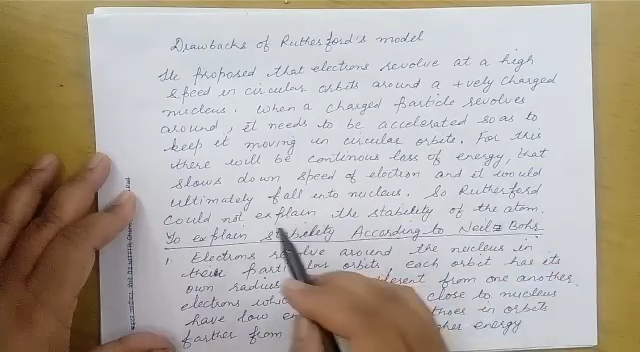 Drawbacks of Rutherford's model
He proposed that electrons revolve at a high
speed in circular orbits around a +vely charged
nucleus. When a charged particle revolves
around, it needs to be accelerated so as to
keep it moving in circular orbits. For this
there will be continous loss of energy, that
slows down speed of electron and it would
ultimately fall into nucleus. So Rutherford
could not explain the stability of the atom.
To explain stability According to Neils Bohs
1. Electrons revolve around the nucleus in
their particular orbits each orbit has its
own radius from one another.
electrons close to nucleus
have low in orbits
farther from energy